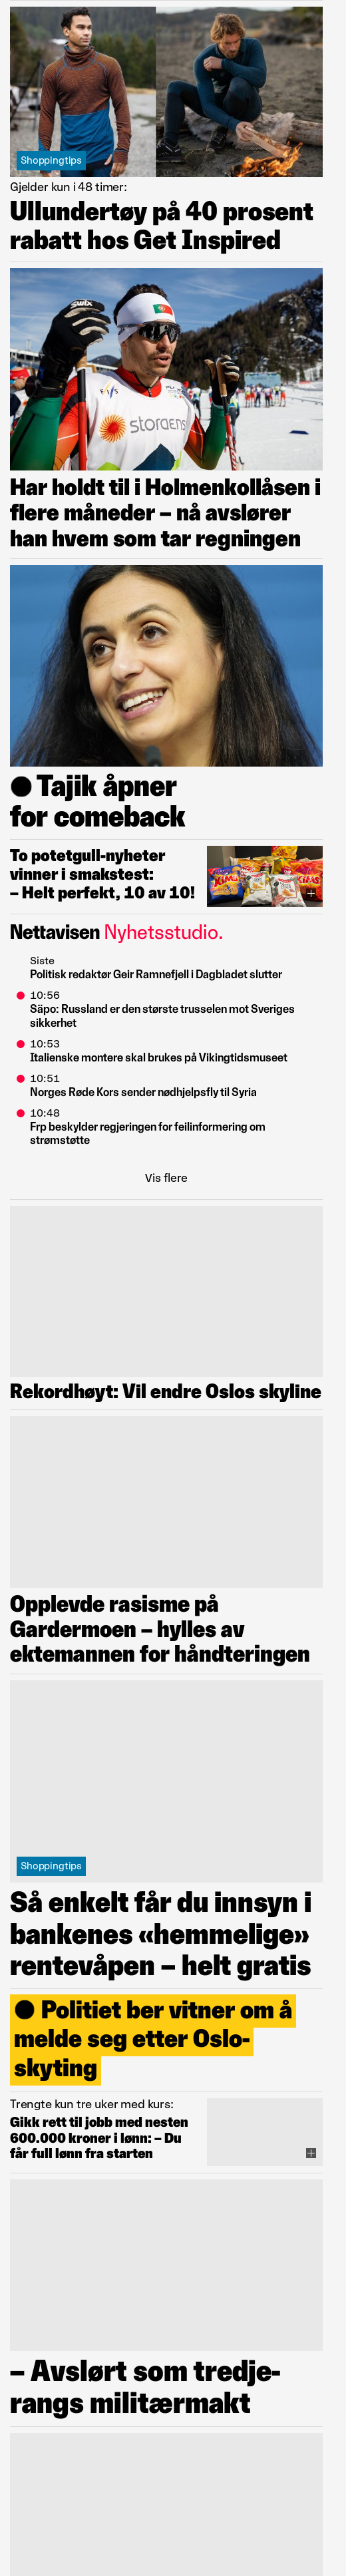 Shoppingtips
Gjelder kun i 48 timer:
Ullundertøy på 40 prosent
rabatt hos Get Inspired
swix
FIS
storaens
Har holdt til i Holmenkollåsen i
flere måneder – nå avslører
han hvem som tar regningen
● Tajik åpner
for comeback
To potetgull-nyheter
vinner i smakstest:
– Helt perfekt, 10 av 10!
KiMs
Nettavisen Nyhetsstudio.
Siste
Politisk redaktør Geir Ramnefjell i Dagbladet slutter
10:56
Säpo: Russland er den største trusselen mot Sveriges
sikkerhet
10:53
Italienske montere skal brukes på Vikingtidsmuseet
10:51
Norges Røde Kors sender nødhjelpsfly til Syria
10:48
Frp beskylder regjeringen for feilinformering om
strømstøtte
Vis flere
Rekordhøyt: Vil endre Oslos skyline
Opplevde rasisme på
Gardermoen – hylles av
ektemannen for håndteringen
Shoppingtips
Så enkelt får du innsyn i
bankenes «hemmelige»
rentevåpen – helt gratis
● Politiet ber vitner om å
melde seg etter Oslo-
skyting
Trengte kun tre uker med kurs:
Gikk rett til jobb med nesten
600.000 kroner i lønn: – Du
får full lønn fra starten
– Avslørt som tredje-
rangs militærmakt